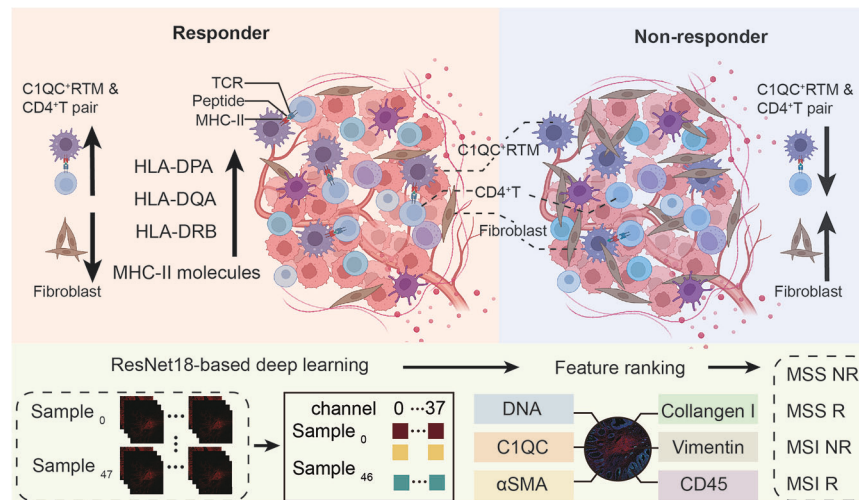 Responder
Non-responder
C1QC⁺RTM &
CD4⁺T pair
TCR
Peptide
MHC-II
HLA-DPA
HLA-DQA
HLA-DRB
MHC-II molecules
Fibroblast
C1QC⁺RTM
CD4⁺T
Fibroblast
C1QC⁺RTM &
CD4⁺T pair
Fibroblast
ResNet18-based deep learning
Feature ranking
Sample 0
Sample 47
channel 0 ···37
Sample 0
Sample 46
DNA
C1QC
αSMA
Collangen I
Vimentin
CD45
MSS NR
MSS R
MSI NR
MSI R